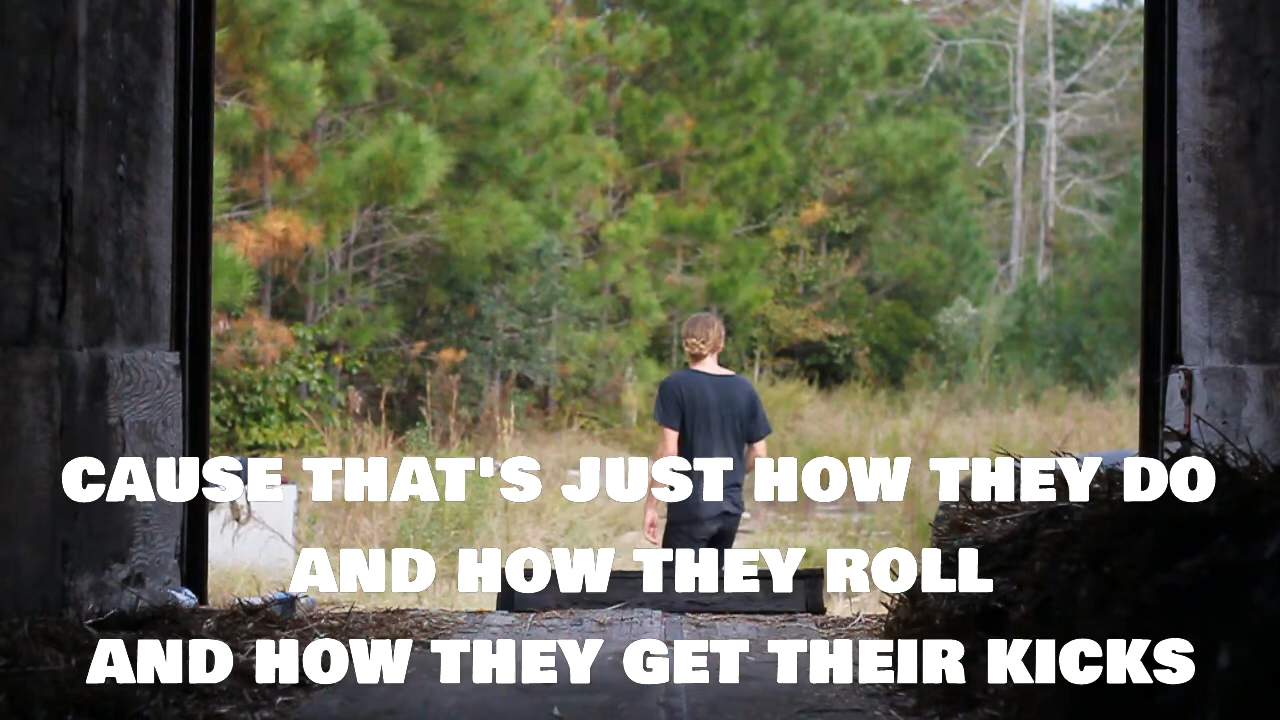 CAUSE THAT'S JUST HOW THEY DO
AND HOW THEY ROLL
AND HOW THEY GET THEIR KICKS